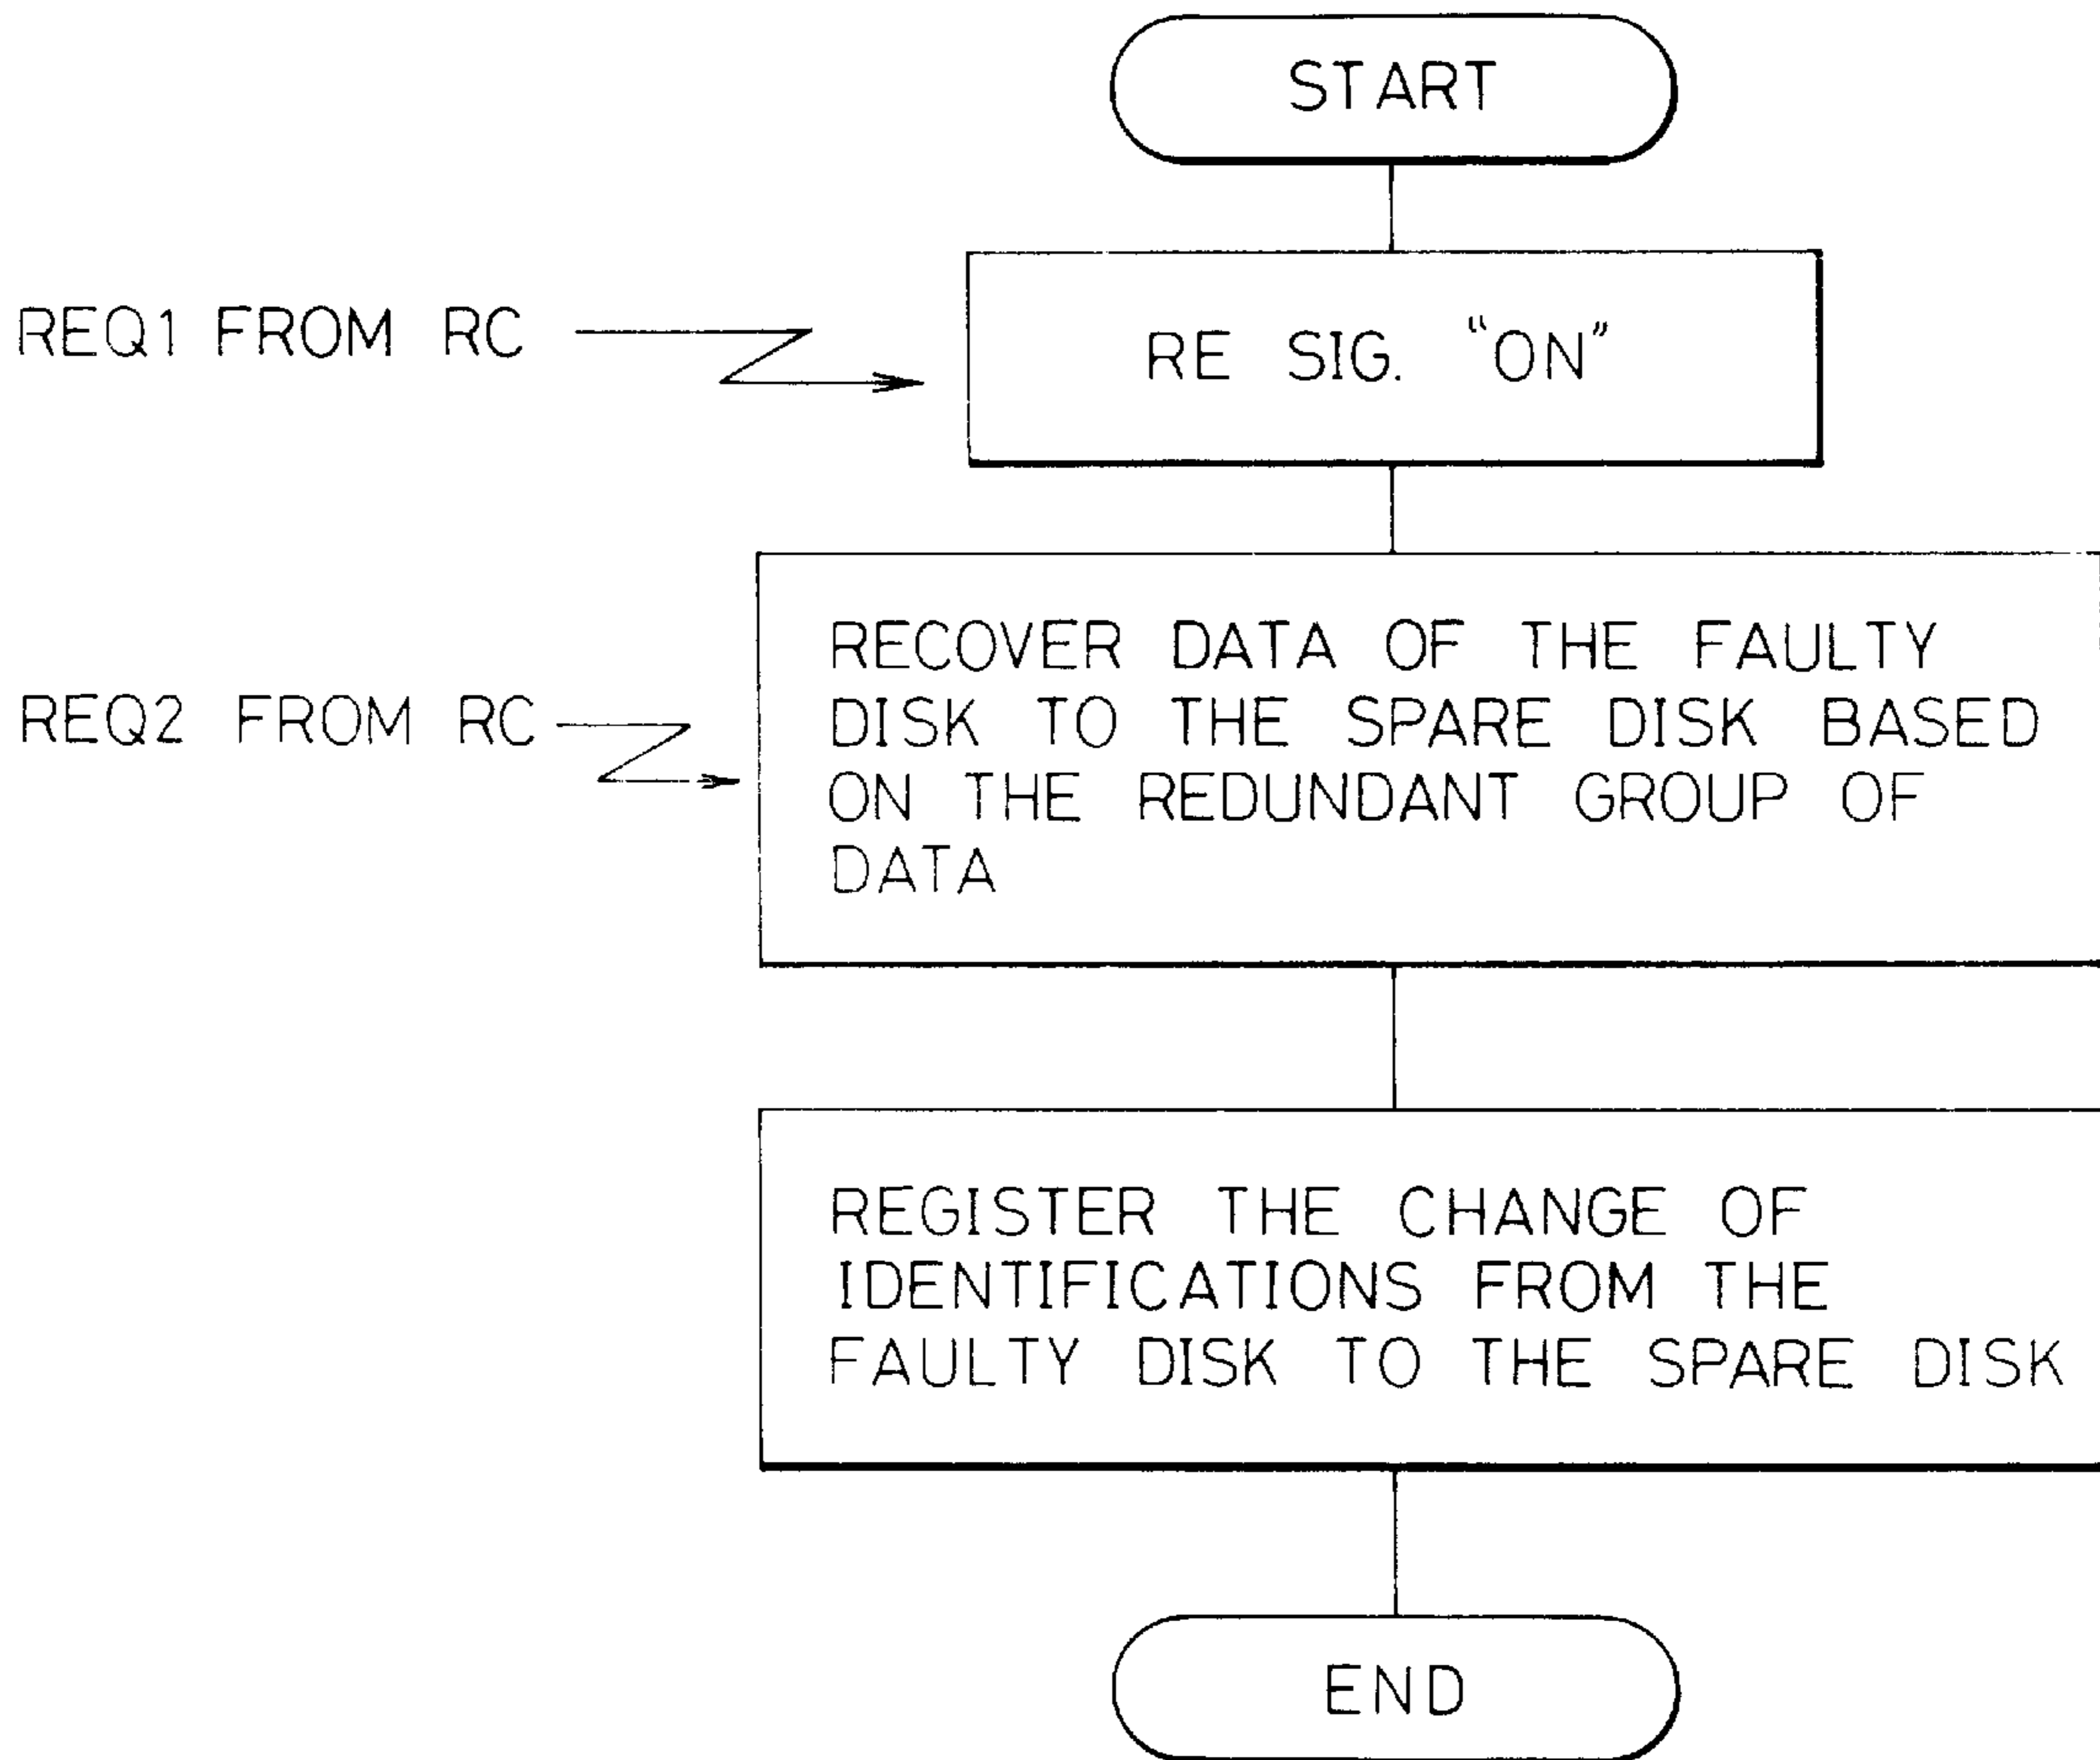 START
REQ1 FROM RC
RE SIG. “ON”
REQ2 FROM RC
RECOVER DATA OF THE FAULTY
DISK TO THE SPARE DISK BASED
ON THE REDUNDANT GROUP OF
DATA
REGISTER THE CHANGE OF
IDENTIFICATIONS FROM THE
FAULTY DISK TO THE SPARE DISK
END